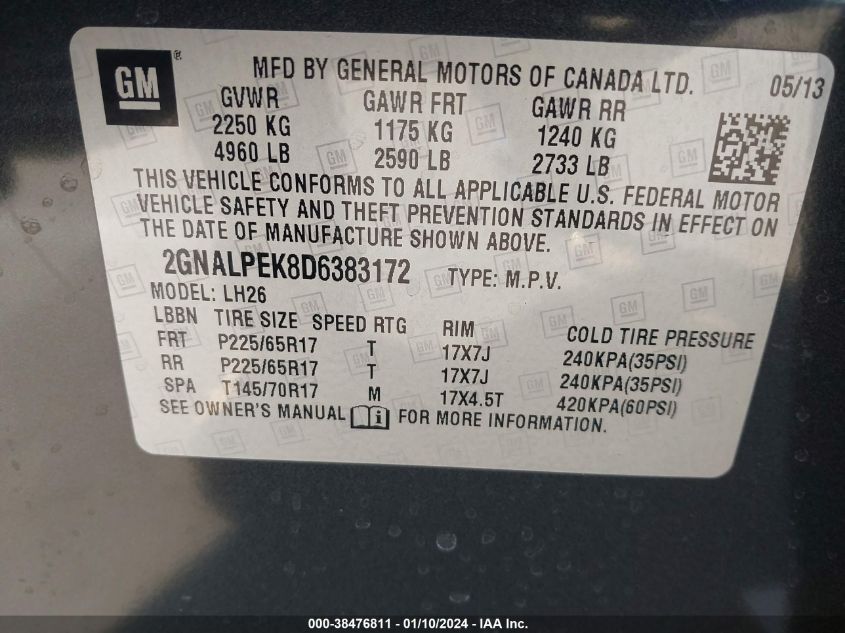 GM ®
MFD BY GENERAL MOTORS OF CANADA LTD. 05/13
GVWR GAWR FRT GAWR RR
2250 KG 1175 KG 1240 KG
4960 LB 2590 LB 2733 LB
THIS VEHICLE CONFORMS TO ALL APPLICABLE U.S. FEDERAL MOTOR
VEHICLE SAFETY AND THEFT PREVENTION STANDARDS IN EFFECT ON
THE DATE OF MANUFACTURE SHOWN ABOVE.
2GNALPEK8D6383172 TYPE: M.P.V.
MODEL: LH26
LBBN TIRE SIZE SPEED RTG RIM COLD TIRE PRESSURE
FRT P225/65R17 T 17X7J 240KPA(35PSI)
RR P225/65R17 T 17X7J 240KPA(35PSI)
SPA T145/70R17 M 17X4.5T 420KPA(60PSI)
SEE OWNER'S MANUAL i FOR MORE INFORMATION.
000-38476811 - 01/10/2024 - IAA Inc.